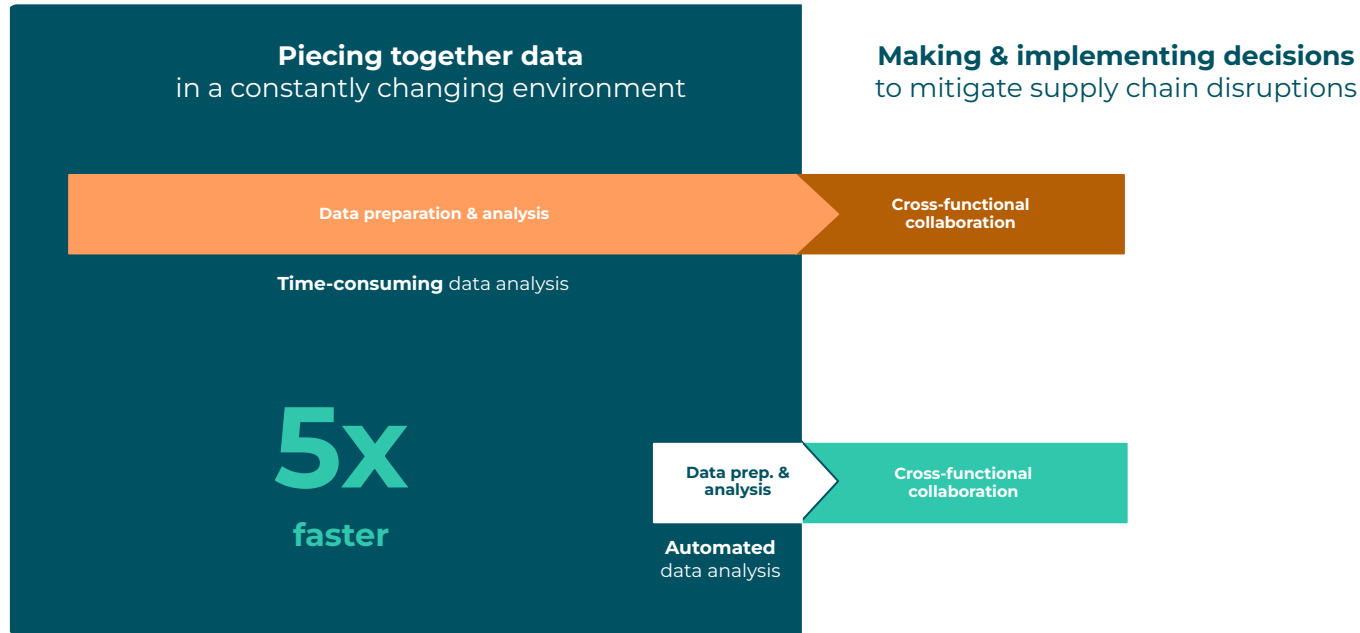 Piecing together data
in a constantly changing environment
Making & implementing decisions
to mitigate supply chain disruptions
Data preparation & analysis
Cross-functional
collaboration
Time-consuming data analysis
5x
faster
Data prep. &
analysis
Cross-functional
collaboration
Automated
data analysis